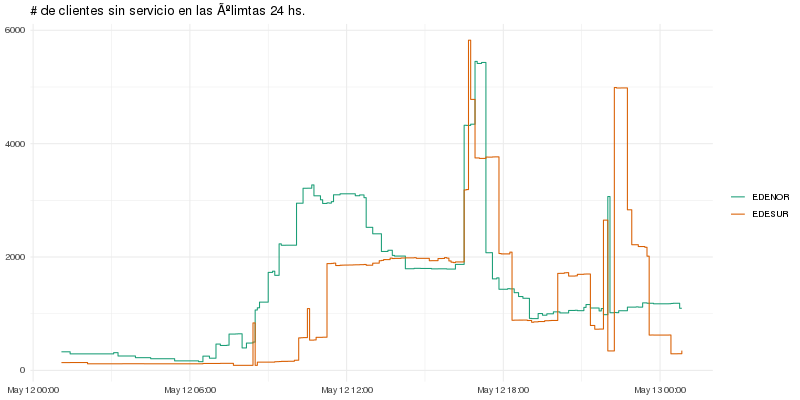 # de clientes sin servicio en las Ãºlimtas 24 hs.
6000
4000
2000
0
May 12 00:00
May 12 06:00
May 12 12:00
May 12 18:00
May 13 00:00
EDENOR
EDESUR